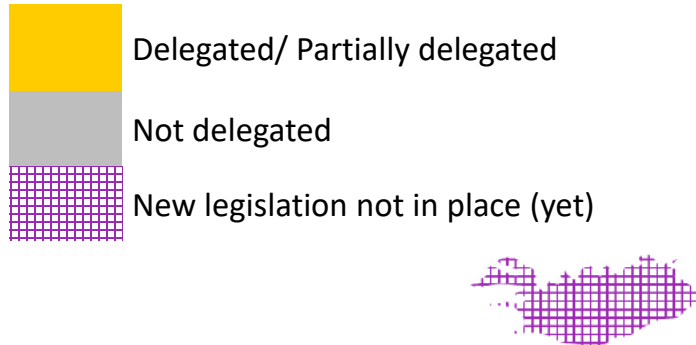 Delegated/ Partially delegated
Not delegated
New legislation not in place (yet)